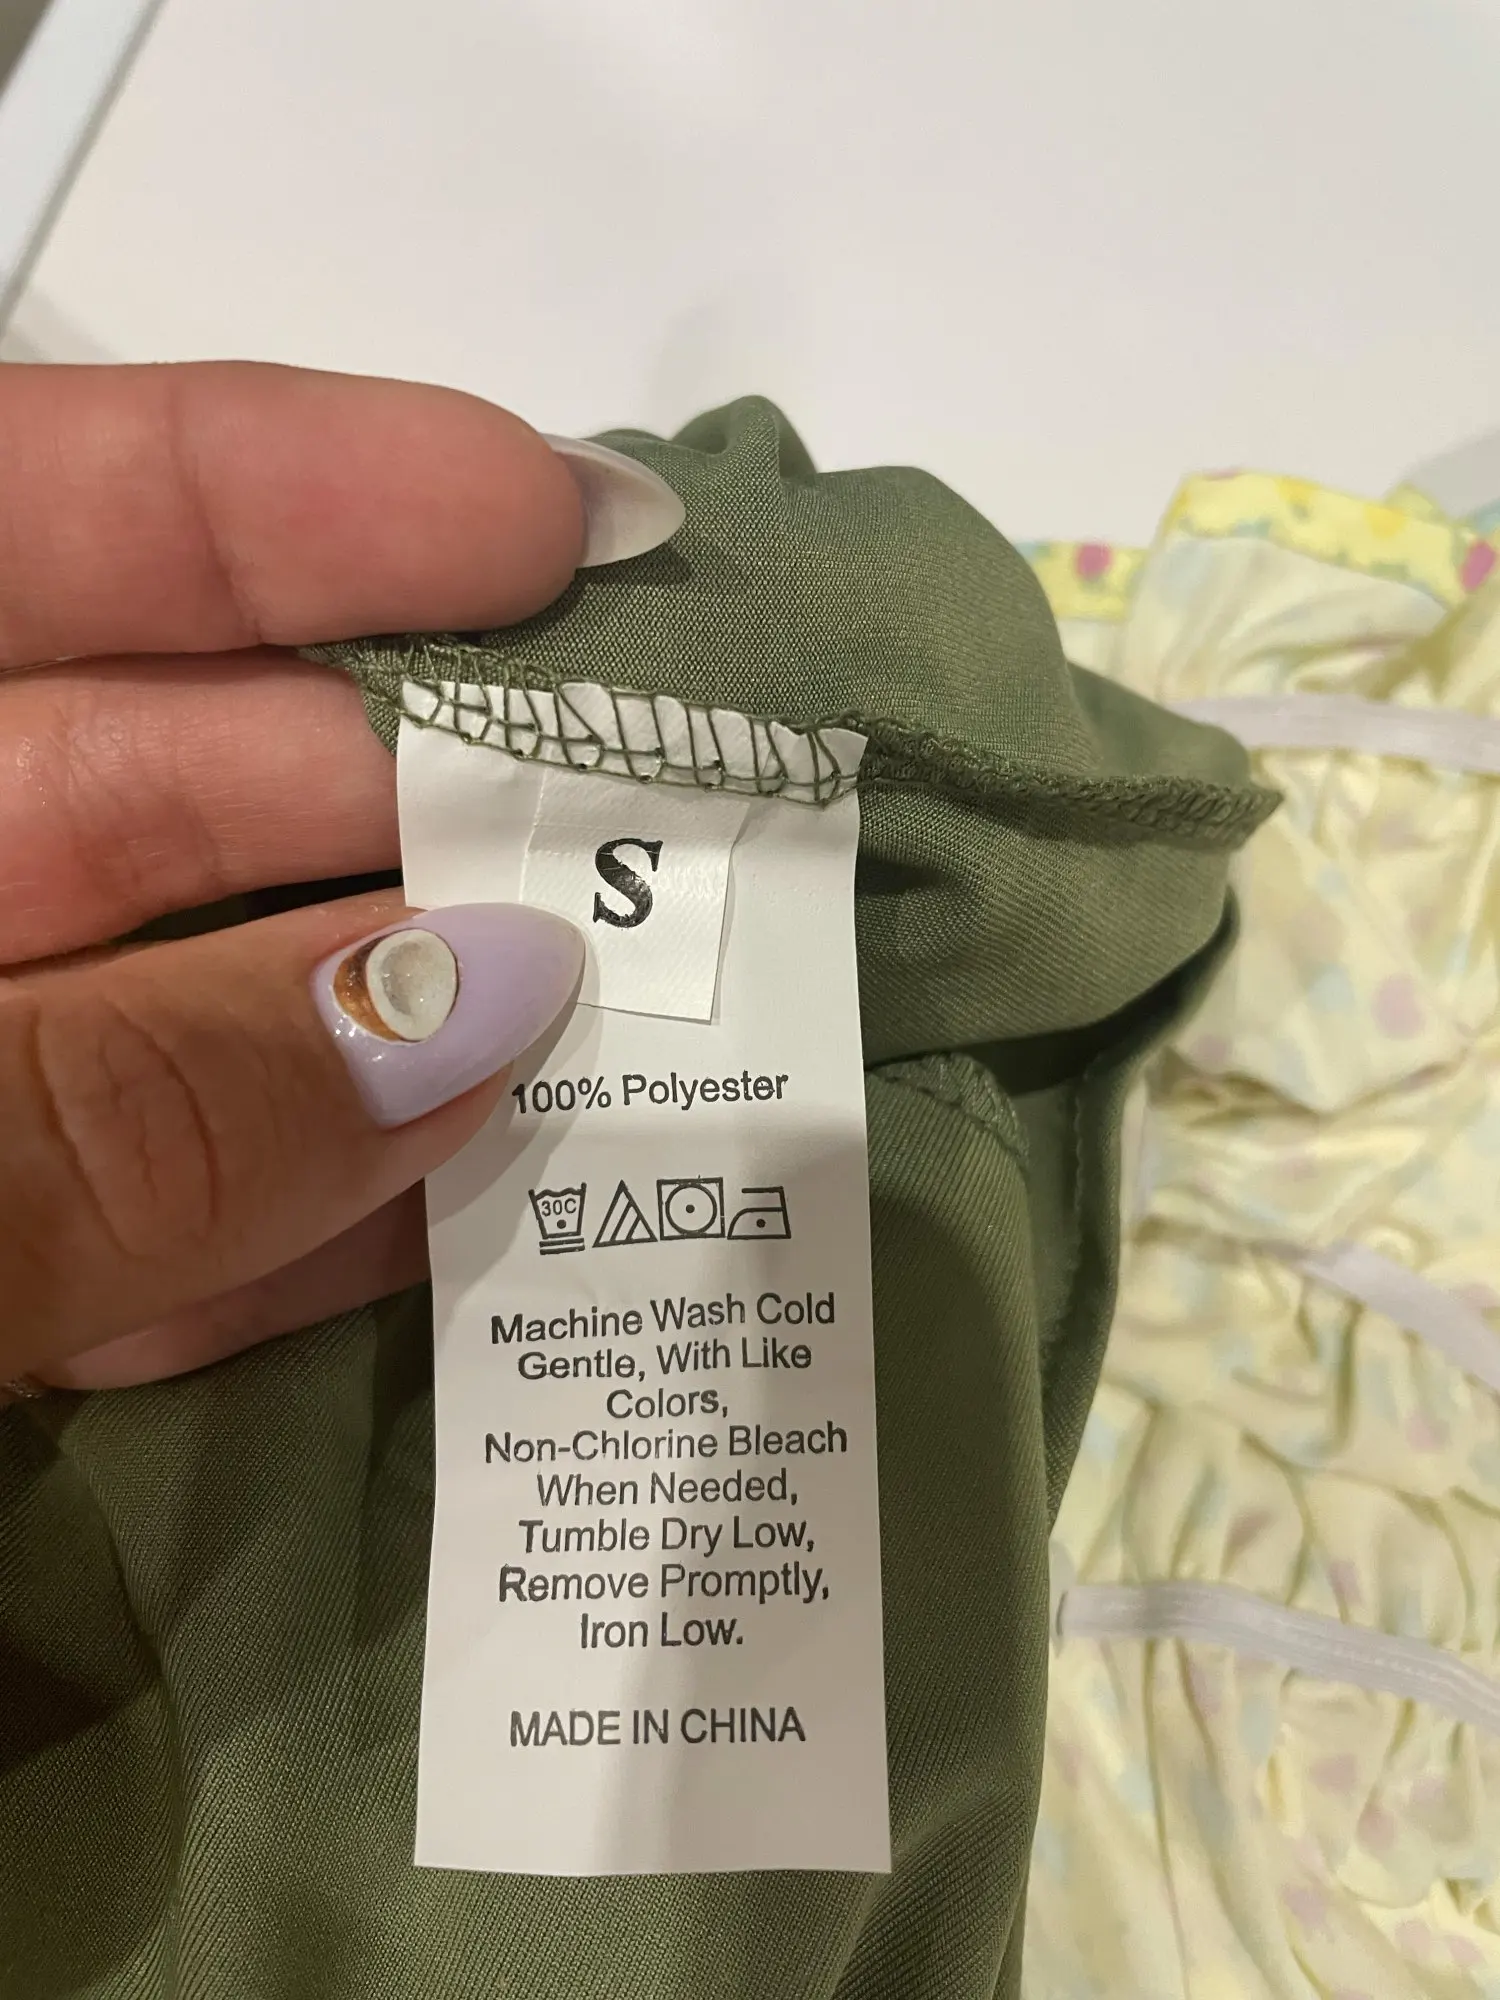 S
100% Polyester
30C
Machine Wash Cold
Gentle, With Like
Colors,
Non-Chlorine Bleach
When Needed,
Tumble Dry Low,
Remove Promptly,
Iron Low.
MADE IN CHINA